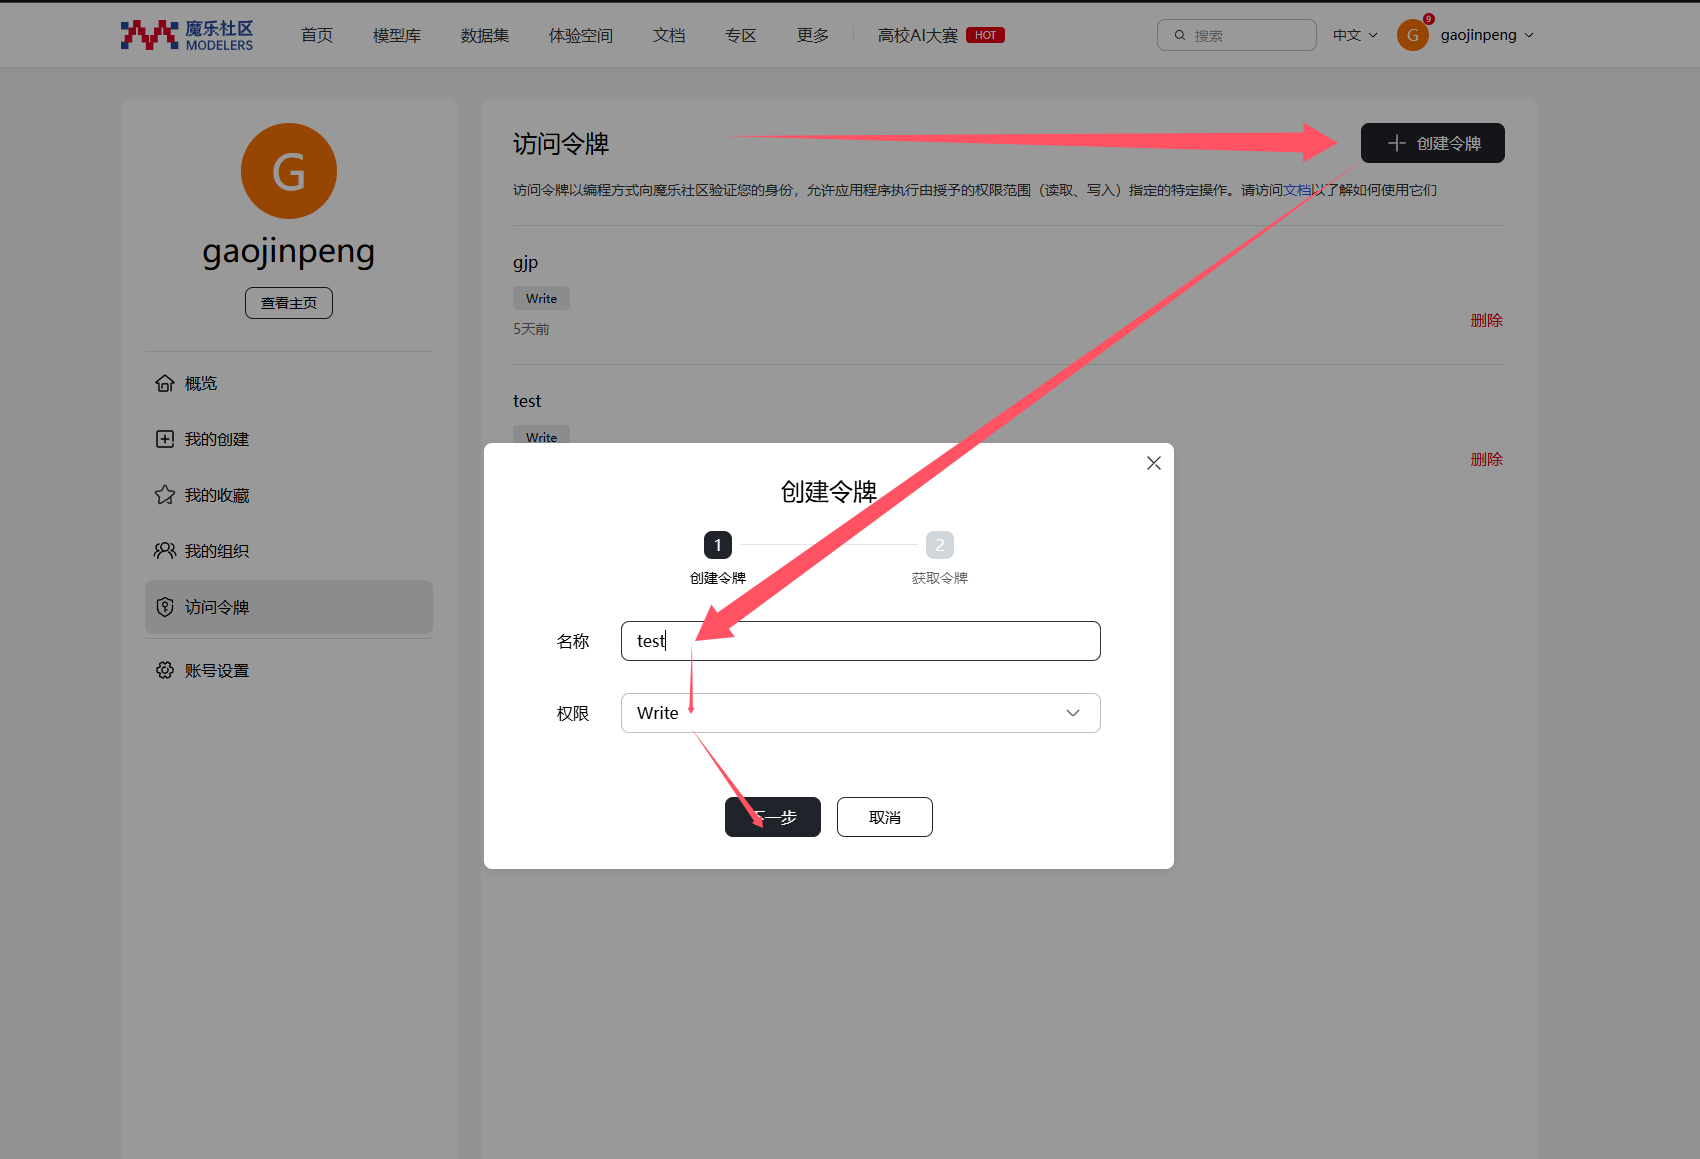 魔乐社区
MODELERS
首页
模型库
数据集
体验空间
文档
专区
更多
高校AI大赛
HOT
搜索
中文
9
G
gaojinpeng
G
gaojinpeng
查看主页
概览
我的创建
我的收藏
我的组织
访问令牌
账号设置
访问令牌
创建令牌
访问令牌以编程方式向魔乐社区验证您的身份，允许应用程序执行由授予的权限范围（读取、写入）指定的特定操作。请访问文档以了解如何使用它们
gjp
Write
5天前
删除
test
Write
删除
创建令牌
1
2
创建令牌
获取令牌
名称
test
权限
Write
下一步
取消